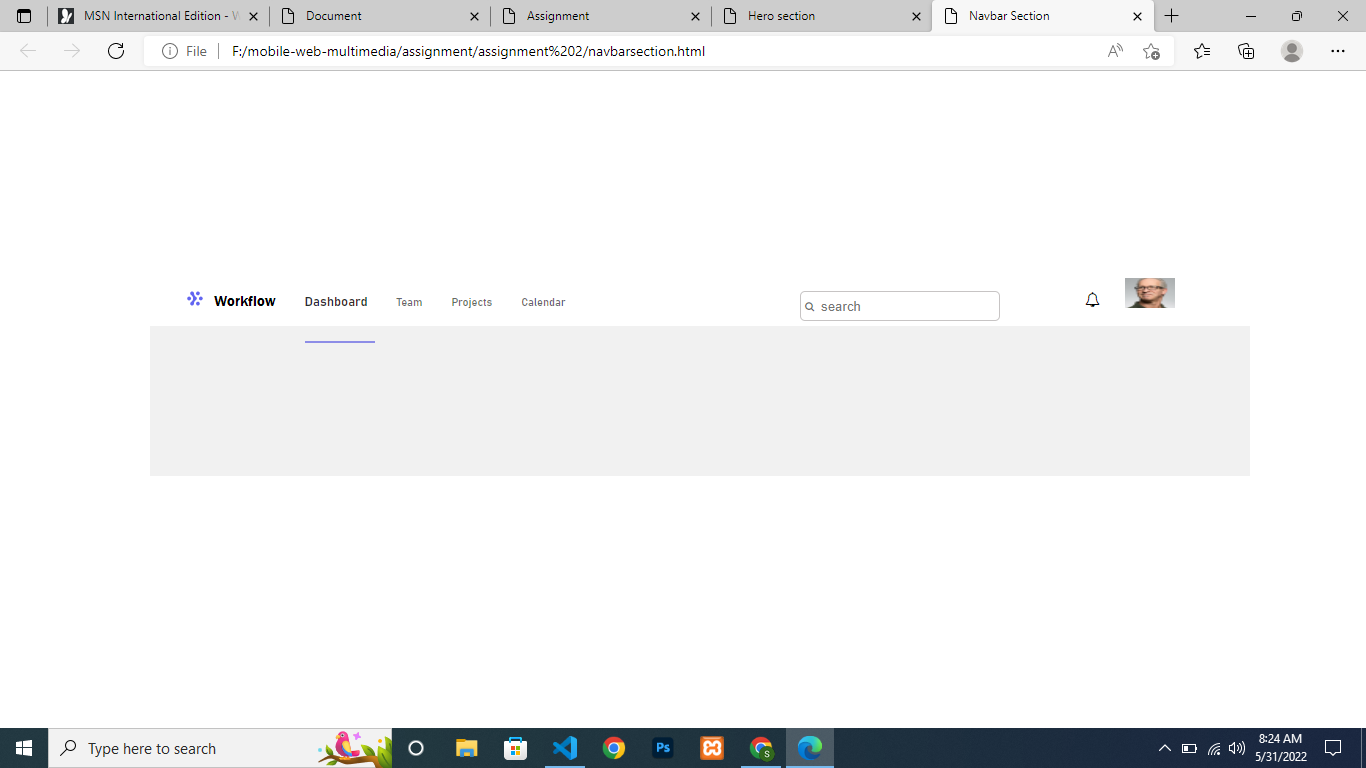 MSN International Edition - W
Document
Assignment
Hero section
Navbar Section
File
F:/mobile-web-multimedia/assignment/assignment%202/navbarsection.html
Workflow
Dashboard
Team
Projects
Calendar
search
Type here to search
Ps
S
8:24 AM
5/31/2022